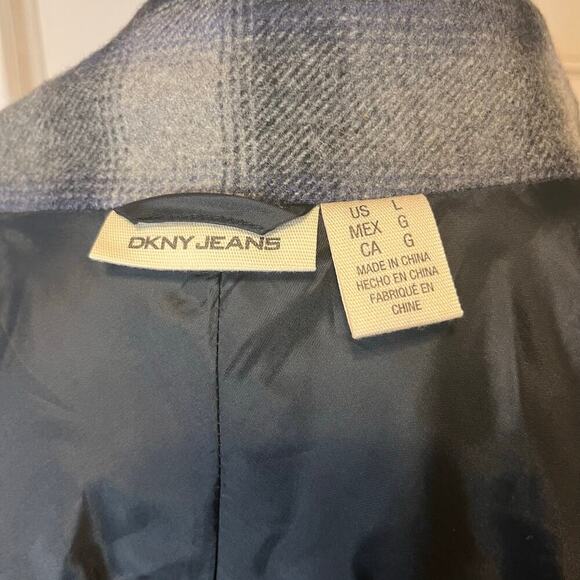 DKNY JEANS
US L
MEX G
CA G
MADE IN CHINA
HECHO EN CHINA
FABRIQUÉ EN
CHINE